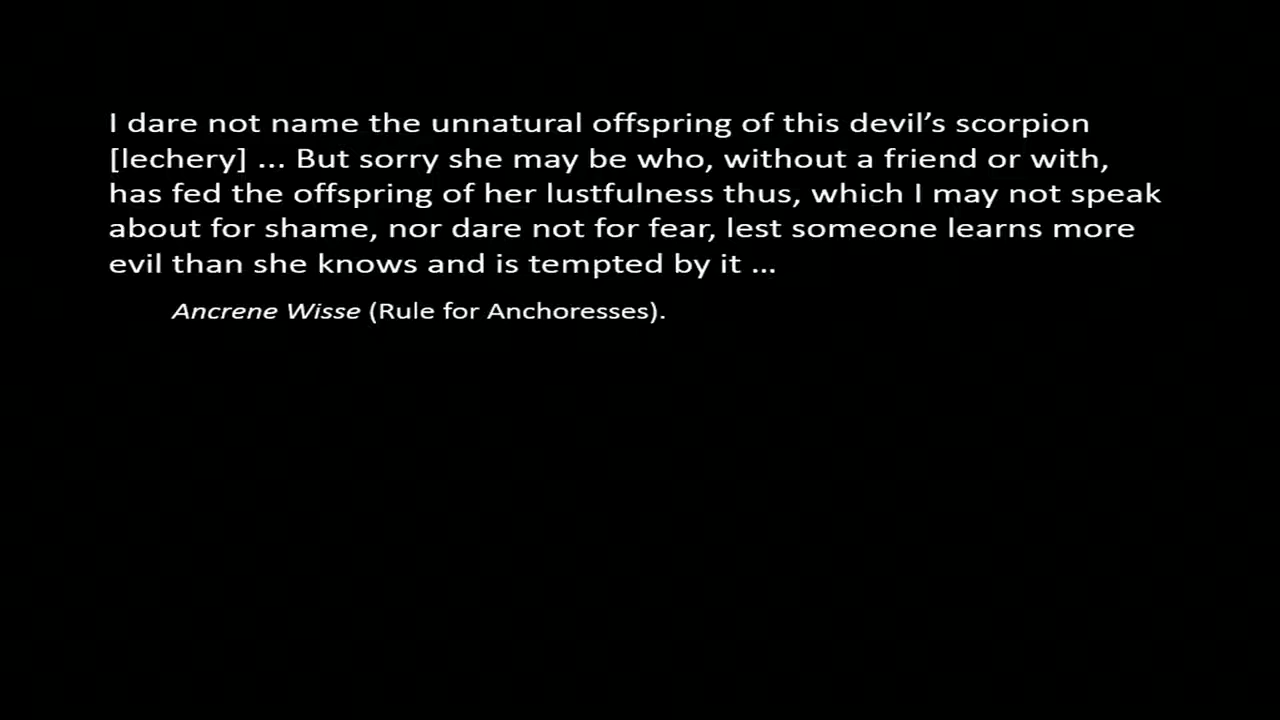 I dare not name the unnatural offspring of this devil’s scorpion
[lechery] ... But sorry she may be who, without a friend or with,
has fed the offspring of her lustfulness thus, which I may not speak
about for shame, nor dare not for fear, lest someone learns more
evil than she knows and is tempted by it ...
Ancrene Wisse (Rule for Anchoresses).